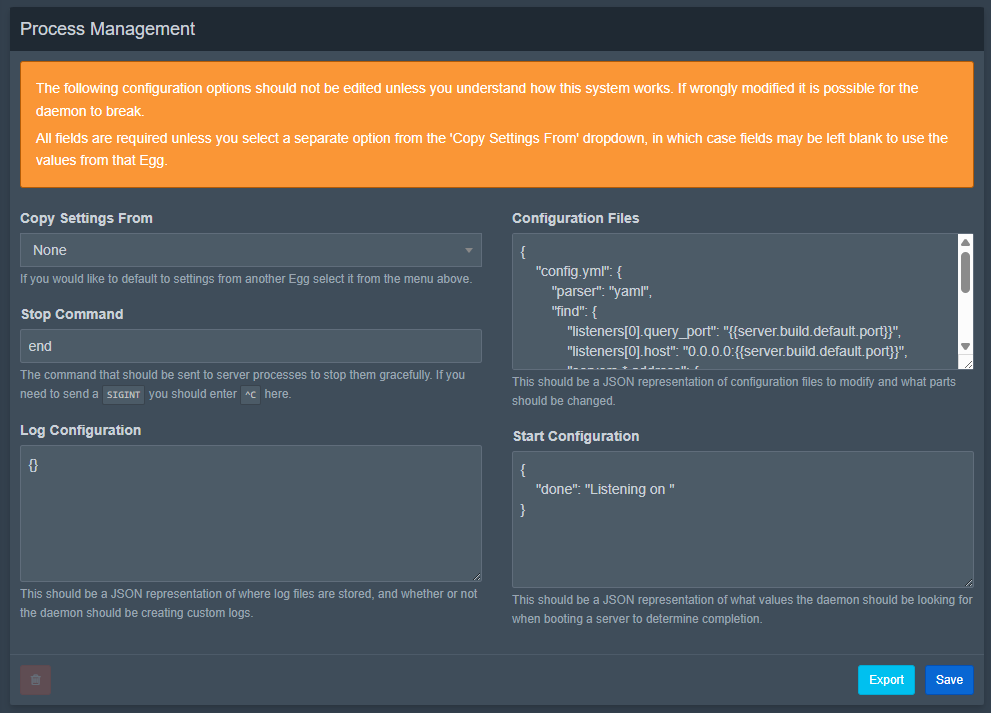 Process Management
The following configuration options should not be edited unless you understand how this system works. If wrongly modified it is possible for the
daemon to break.
All fields are required unless you select a separate option from the 'Copy Settings From' dropdown, in which case fields may be left blank to use the
values from that Egg.
Copy Settings From
None
If you would like to default to settings from another Egg select it from the menu above.
Stop Command
end
The command that should be sent to server processes to stop them gracefully. If you
need to send a SIGINT you should enter ^C here.
Log Configuration
{}
This should be a JSON representation of where log files are stored, and whether or not
the daemon should be creating custom logs.
Configuration Files
{
"config.yml": {
"parser": "yaml",
"find": {
"listeners[0].query_port": "{{server.build.default.port}}",
"listeners[0].host": "0.0.0.0:{{server.build.default.port}}",
"servers.*.address": {
This should be a JSON representation of configuration files to modify and what parts
should be changed.
Start Configuration
{
"done": "Listening on "
}
This should be a JSON representation of what values the daemon should be looking for
when booting a server to determine completion.
Export
Save